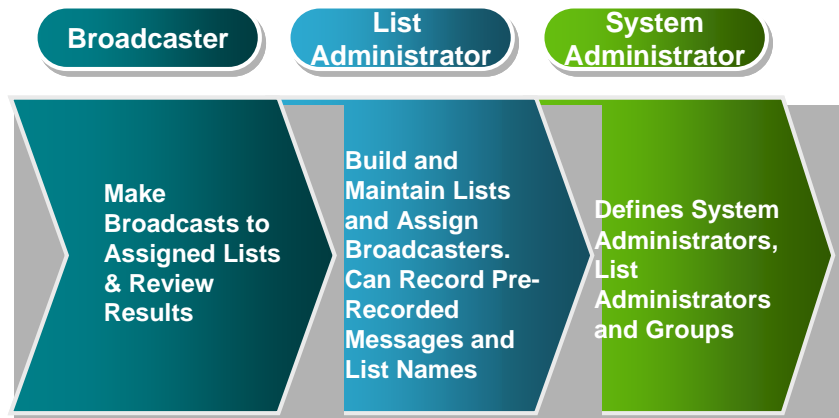 Broadcaster
List
Administrator
System
Administrator
Make
Broadcasts to
Assigned Lists
& Review
Results
Build and
Maintain Lists
and Assign
Broadcasters.
Can Record Pre-
Recorded
Messages and
List Names
Defines System
Administrators,
List
Administrators
and Groups